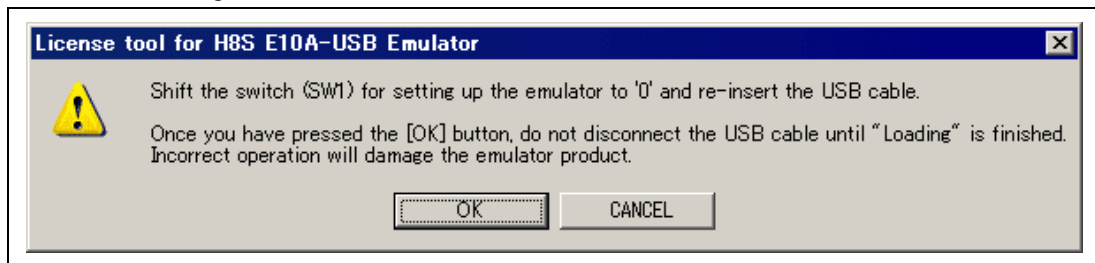 License tool for H8S E10A-USB Emulator
Shift the switch (SW1) for setting up the emulator to '0' and re-insert the USB cable.
Once you have pressed the [OK] button, do not disconnect the USB cable until "Loading" is finished.
Incorrect operation will damage the emulator product.
OK CANCEL